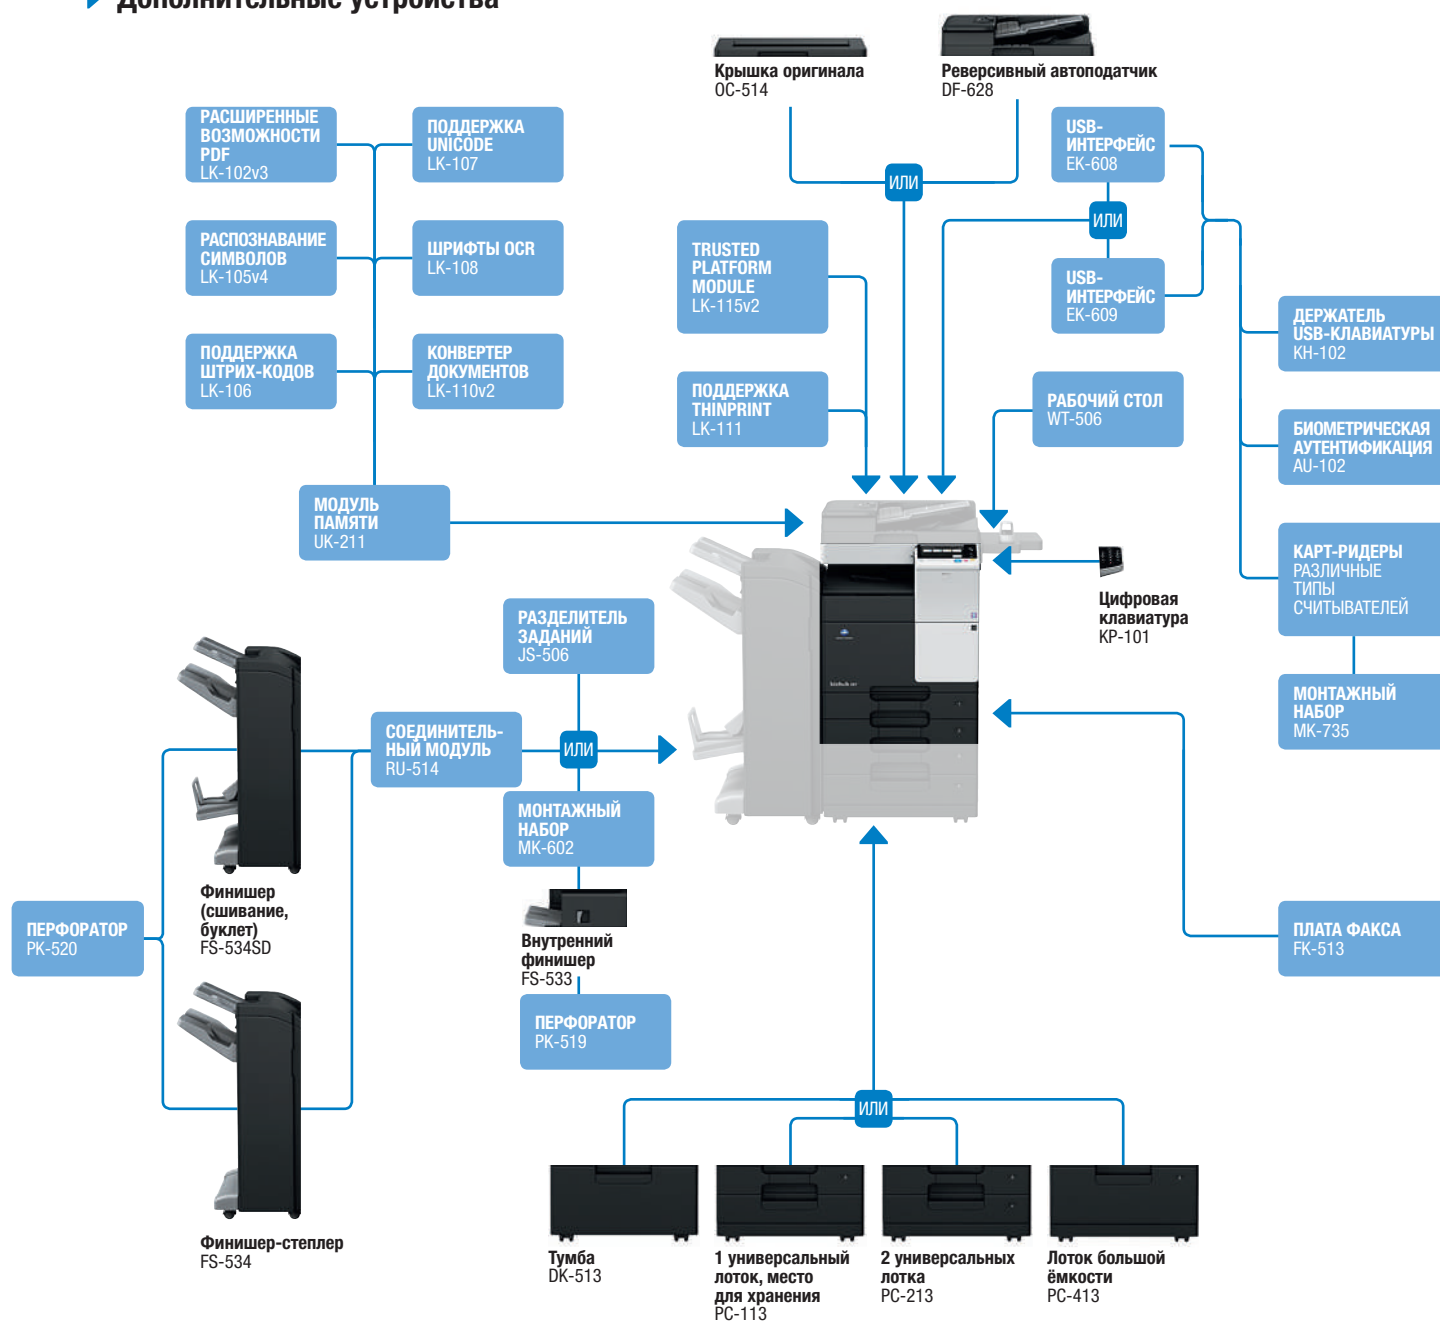 Дополнительные устройства
Крышка оригинала
OC-514
Реверсивный автоподатчик
DF-628
РАСШИРЕННЫЕ
ВОЗМОЖНОСТИ
PDF
LK-102v3
ПОДДЕРЖКА
UNICODE
LK-107
USB-
ИНТЕРФЕЙС
EK-608
ИЛИ
ИЛИ
РАСПОЗНАВАНИЕ
СИМВОЛОВ
LK-105v4
ШРИФТЫ OCR
LK-108
TRUSTED
PLATFORM
MODULE
LK-115v2
USB-
ИНТЕРФЕЙС
EK-609
ДЕРЖАТЕЛЬ
USB-КЛАВИАТУРЫ
KH-102
ПОДДЕРЖКА
ШТРИХ-КОДОВ
LK-106
КОНВЕРТЕР
ДОКУМЕНТОВ
LK-110v2
ПОДДЕРЖКА
THINPRINT
LK-111
РАБОЧИЙ СТОЛ
WT-506
БИОМЕТРИЧЕСКАЯ
АУТЕНТИФИКАЦИЯ
AU-102
МОДУЛЬ
ПАМЯТИ
UK-211
КАРТ-РИДЕРЫ
РАЗЛИЧНЫЕ
ТИПЫ
СЧИТЫВАТЕЛЕЙ
Цифровая
клавиатура
KP-101
РАЗДЕЛИТЕЛЬ
ЗАДАНИЙ
JS-506
МОНТАЖНЫЙ
НАБОР
MK-735
СОЕДИНИТЕЛЬ-
НЫЙ МОДУЛЬ
RU-514
ИЛИ
МОНТАЖНЫЙ
НАБОР
MK-602
Финишер
(сшивание,
буклет)
FS-534SD
ПЕРФОРАТОР
PK-520
Внутренний
финишер
FS-533
ПЛАТА ФАКСА
FK-513
ПЕРФОРАТОР
PK-519
ИЛИ
Финишер-степлер
FS-534
Тумба
DK-513
1 универсальный
лоток, место
для хранения
PC-113
2 универсальных
лотка
PC-213
Лоток большой
ёмкости
PC-413